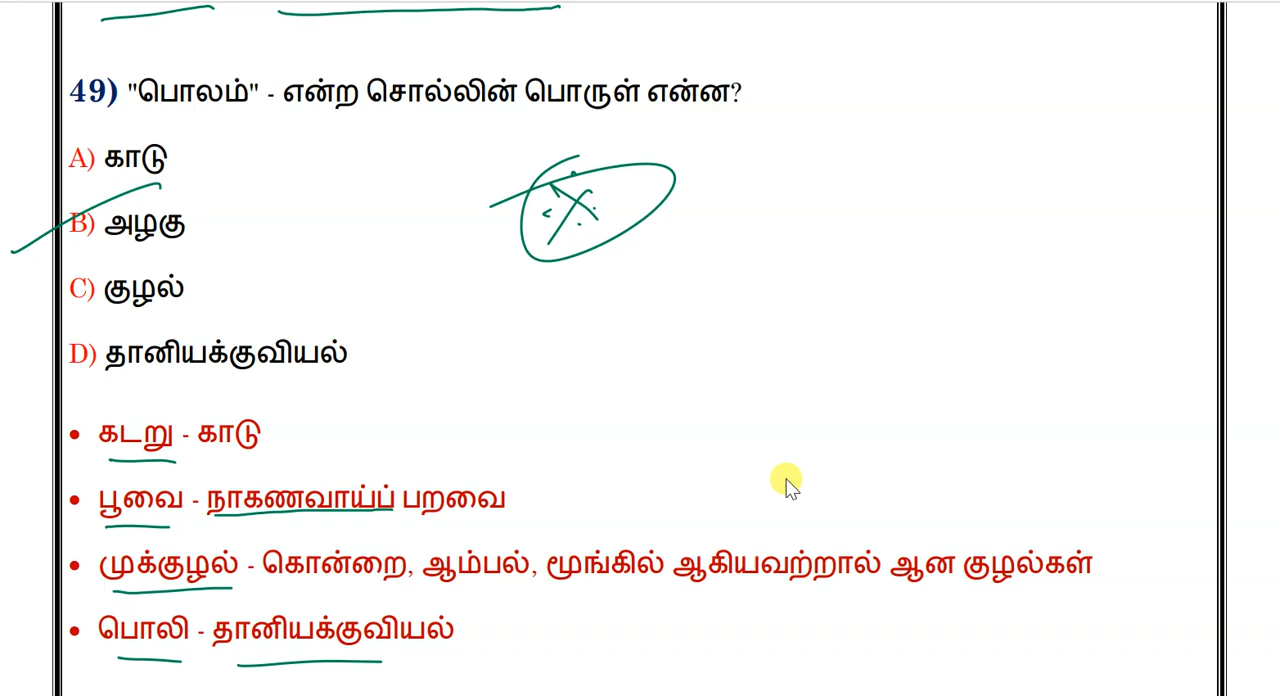 49) "பொலம்" - என்ற சொல்லின் பொருள் என்ன?
A) காடு
B) அழகு
C) குழல்
D) தானியக்குவியல்
• கடறு - காடு
• பூவை - நாகணவாய்ப் பறவை
• முக்குழல் - கொன்றை, ஆம்பல், மூங்கில் ஆகியவற்றால் ஆன குழல்கள்
• பொலி - தானியக்குவியல்